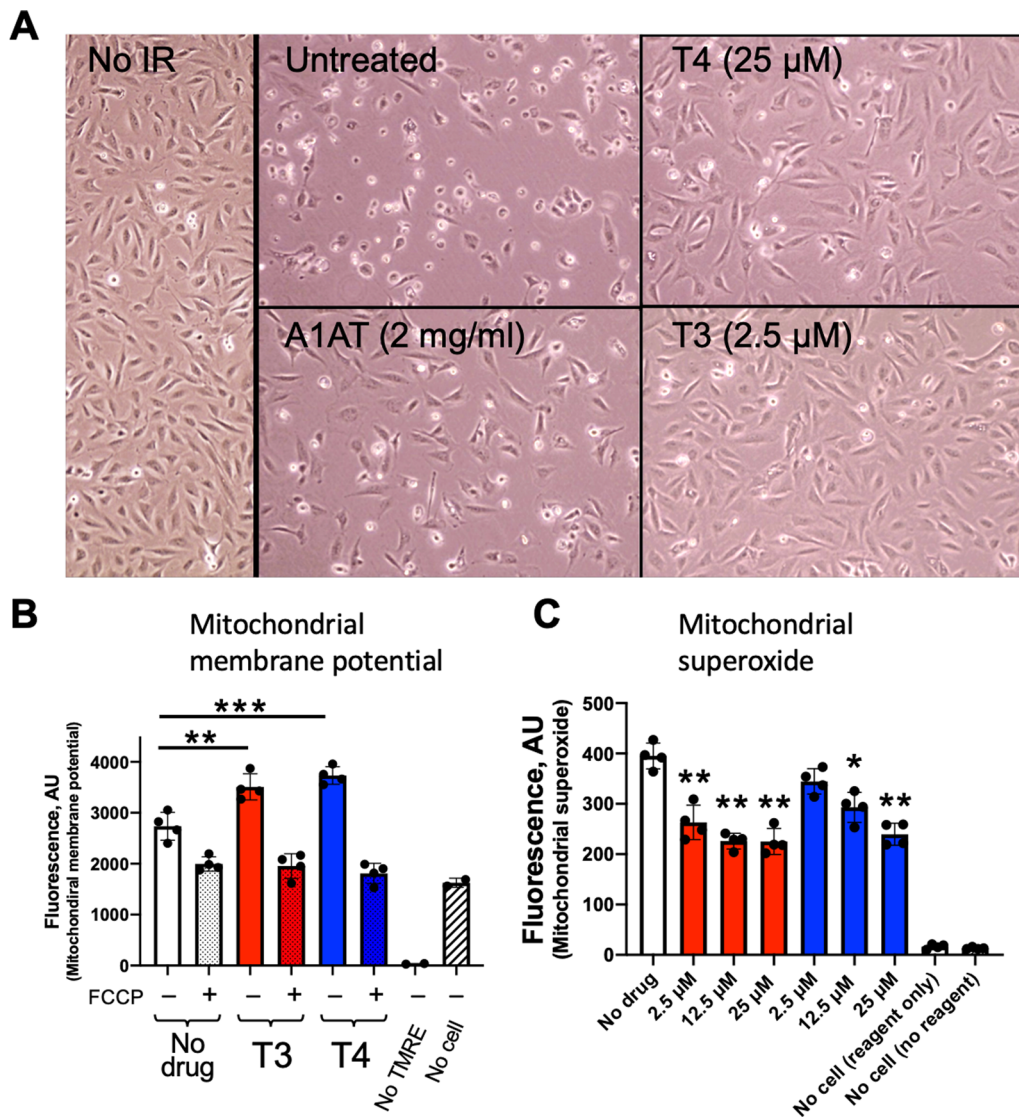 A
No IR
Untreated
T4 (25 µM)
A1AT (2 mg/ml)
T3 (2.5 µM)
B
Mitochondrial
membrane potential
Fluorescence, AU
(Mitochondiral membrane potential)
***
**
4000
3000
2000
1000
0
FCCP
− + − + − + − −
No
drug
T3
T4
No TMRE
No cell
C
Mitochondrial
superoxide
Fluorescence, AU
(Mitochondrial superoxide)
500
400
300
200
100
0
** ** ** * **
No drug
2.5 µM
12.5 µM
25 µM
2.5 µM
12.5 µM
25 µM
No cell (reagent only)
No cell (no reagent)